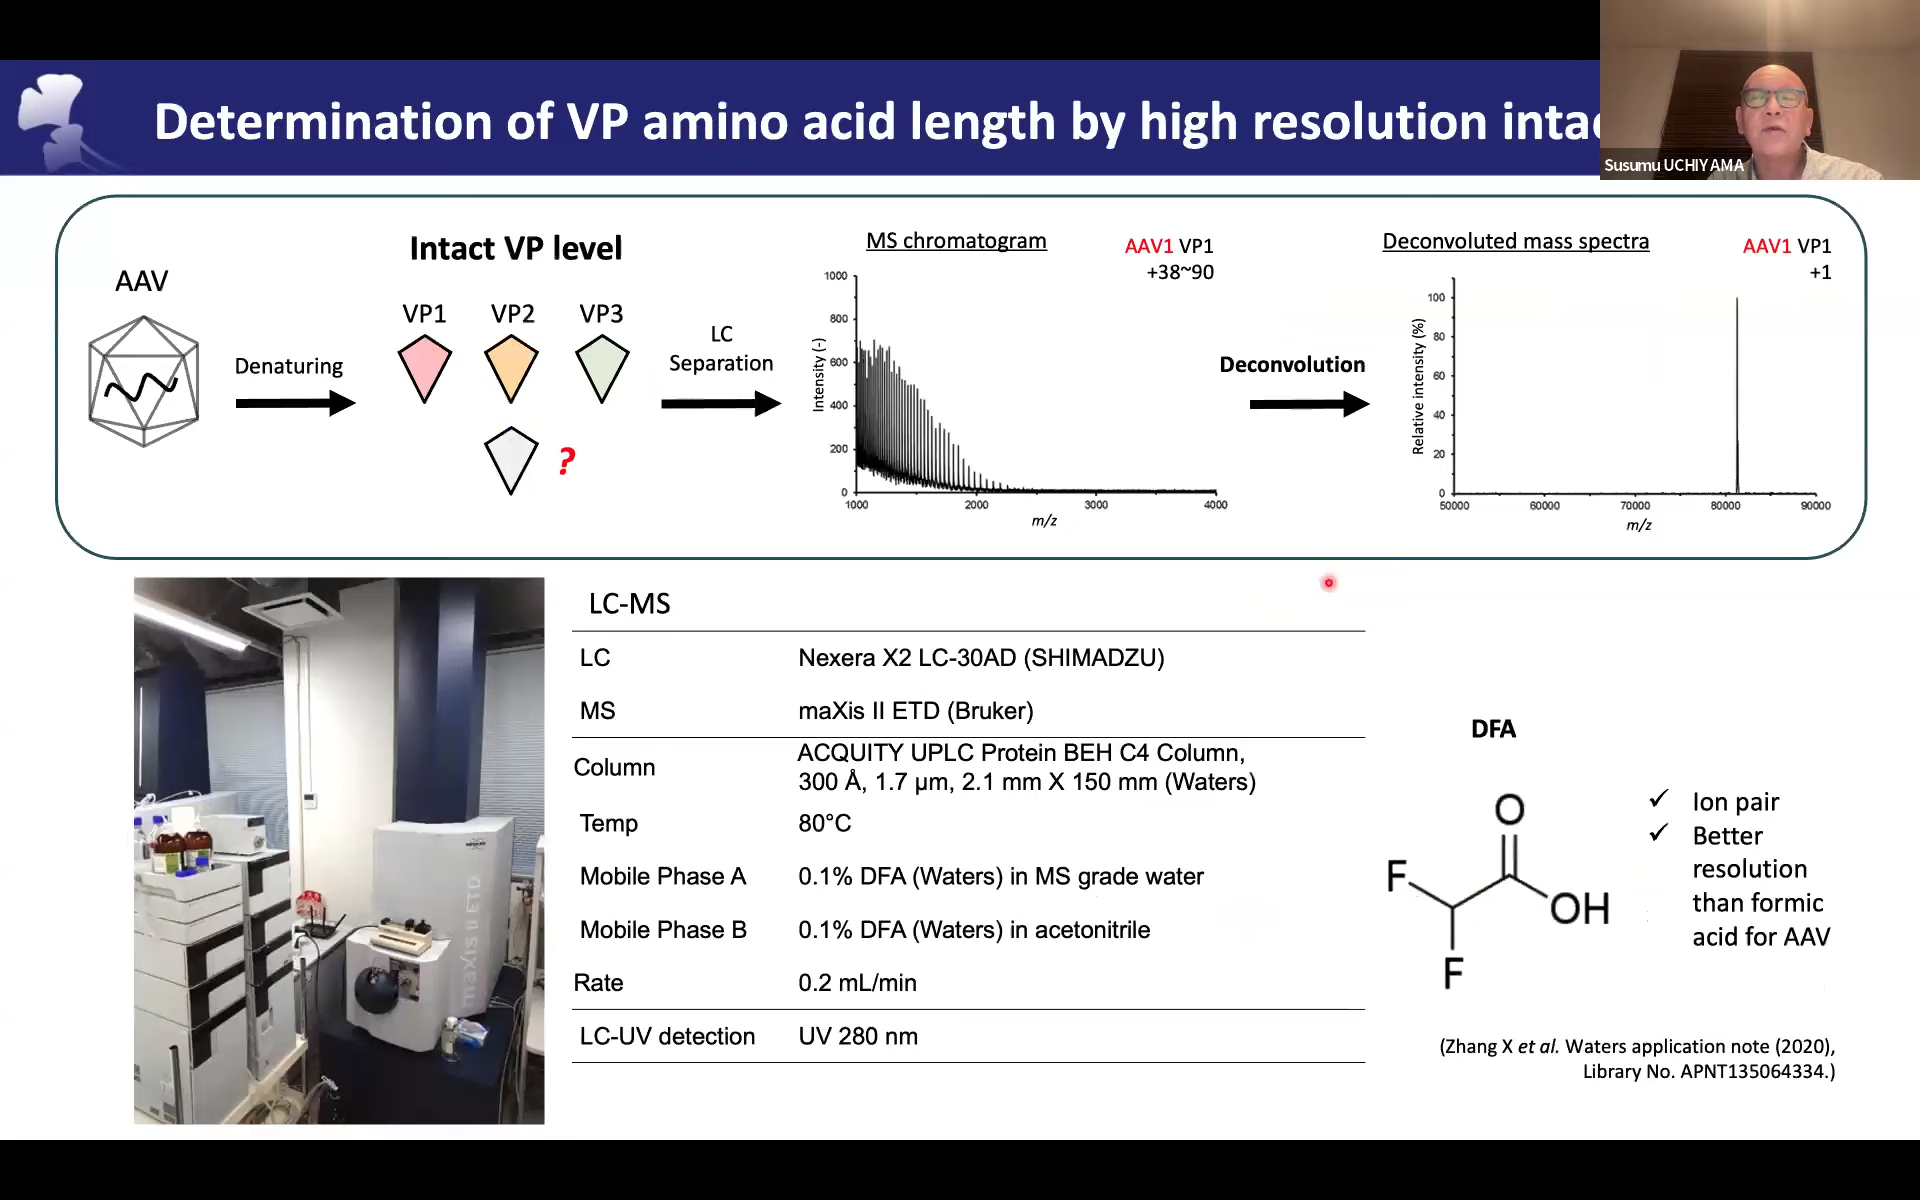 Determination of VP amino acid length by high resolution
Susumu UCHIYAMA
AAV
Denaturing
Intact VP level
VP1 VP2 VP3
?
LC
Separation
MS chromatogram
AAV1 VP1
+38~90
Intensity (-)
1000
800
600
400
200
0
1000 2000 3000 4000
m/z
Deconvolution
Deconvoluted mass spectra
AAV1 VP1
+1
Relative intensity (%)
100
80
60
40
20
0
50000 60000 70000 80000 90000
m/z
maXis II ETD
LC-MS
LC Nexera X2 LC-30AD (SHIMADZU)
MS maXis II ETD (Bruker)
Column ACQUITY UPLC Protein BEH C4 Column,
300 Å, 1.7 μm, 2.1 mm X 150 mm (Waters)
Temp 80°C
Mobile Phase A 0.1% DFA (Waters) in MS grade water
Mobile Phase B 0.1% DFA (Waters) in acetonitrile
Rate 0.2 mL/min
LC-UV detection UV 280 nm
DFA
O
F
OH
F
✓ Ion pair
✓ Better
resolution
than formic
acid for AAV
(Zhang X et al. Waters application note (2020),
Library No. APNT135064334.)